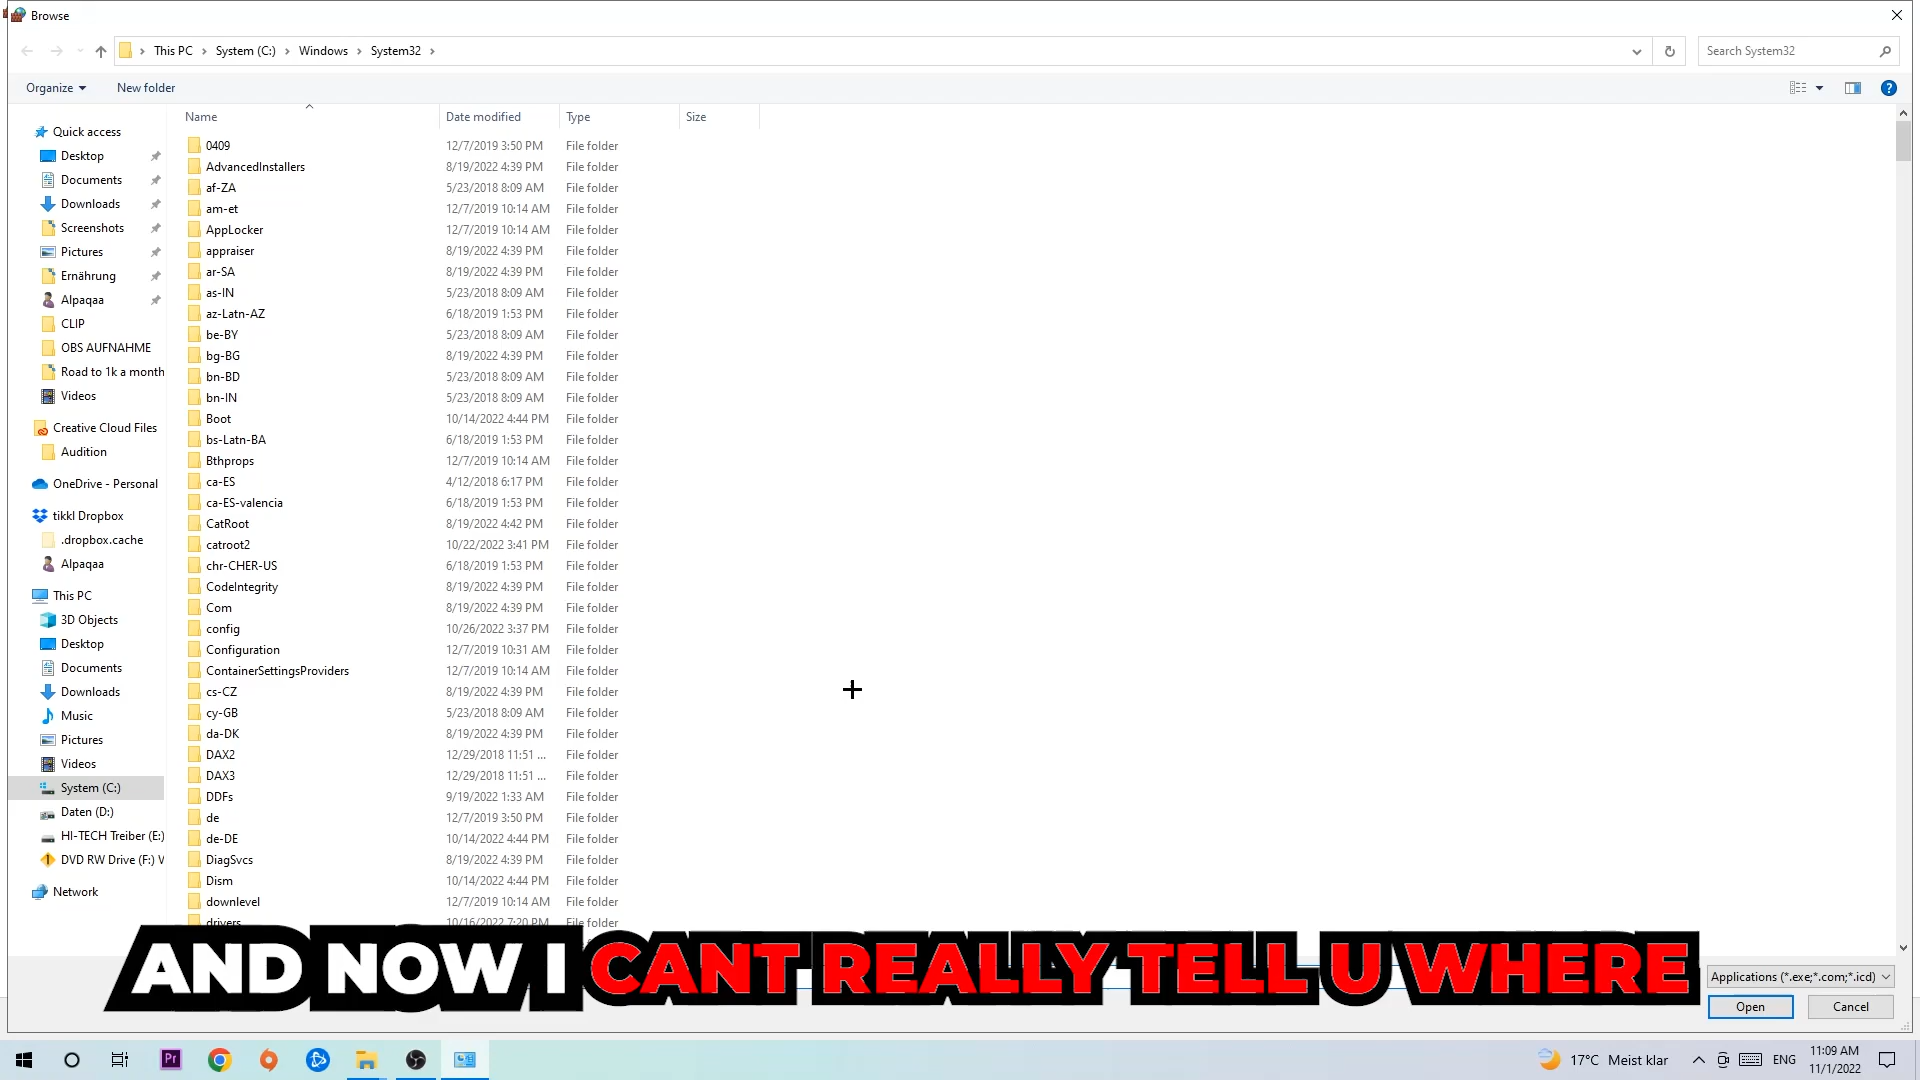 Browse
This PC > System (C:) > Windows > System32 >
Search System32
Organize
New folder
Name
Date modified
Type
Size
Quick access
Desktop
Documents
Downloads
Screenshots
Pictures
Ernährung
Alpaqaa
CLIP
OBS AUFNAHME
Road to 1k a month
Videos
Creative Cloud Files
Audition
OneDrive - Personal
tikkl Dropbox
.dropbox.cache
Alpaqaa
This PC
3D Objects
Desktop
Documents
Downloads
Music
Pictures
Videos
System (C:)
Daten (D:)
HI-TECH Treiber (E:)
DVD RW Drive (F:) V
Network
0409 12/7/2019 3:50 PM File folder
AdvancedInstallers 8/19/2022 4:39 PM File folder
af-ZA 5/23/2018 8:09 AM File folder
am-et 12/7/2019 10:14 AM File folder
AppLocker 12/7/2019 10:14 AM File folder
appraiser 8/19/2022 4:39 PM File folder
ar-SA 8/19/2022 4:39 PM File folder
as-IN 5/23/2018 8:09 AM File folder
az-Latn-AZ 6/18/2019 1:53 PM File folder
be-BY 5/23/2018 8:09 AM File folder
bg-BG 8/19/2022 4:39 PM File folder
bn-BD 5/23/2018 8:09 AM File folder
bn-IN 5/23/2018 8:09 AM File folder
Boot 10/14/2022 4:44 PM File folder
bs-Latn-BA 6/18/2019 1:53 PM File folder
Bthprops 12/7/2019 10:14 AM File folder
ca-ES 4/12/2018 6:17 PM File folder
ca-ES-valencia 6/18/2019 1:53 PM File folder
CatRoot 8/19/2022 4:42 PM File folder
catroot2 10/22/2022 3:41 PM File folder
chr-CHER-US 6/18/2019 1:53 PM File folder
CodeIntegrity 8/19/2022 4:39 PM File folder
Com 8/19/2022 4:39 PM File folder
config 10/26/2022 3:37 PM File folder
Configuration 12/7/2019 10:31 AM File folder
ContainerSettingsProviders 12/7/2019 10:14 AM File folder
cs-CZ 8/19/2022 4:39 PM File folder
cy-GB 5/23/2018 8:09 AM File folder
da-DK 8/19/2022 4:39 PM File folder
DAX2 12/29/2018 11:51 ... File folder
DAX3 12/29/2018 11:51 ... File folder
DDFs 9/19/2022 1:33 AM File folder
de 12/7/2019 3:50 PM File folder
de-DE 10/14/2022 4:44 PM File folder
DiagSvcs 8/19/2022 4:39 PM File folder
Dism 10/14/2022 4:44 PM File folder
downlevel 12/7/2019 10:14 AM File folder
drivers 10/16/2022 7:20 PM File folder
AND NOW I CANT REALLY TELL U WHERE
Applications (*.exe;*.com;*.icd)
Open
Cancel
Pr
17°C Meist klar
ENG
11:09 AM
11/1/2022